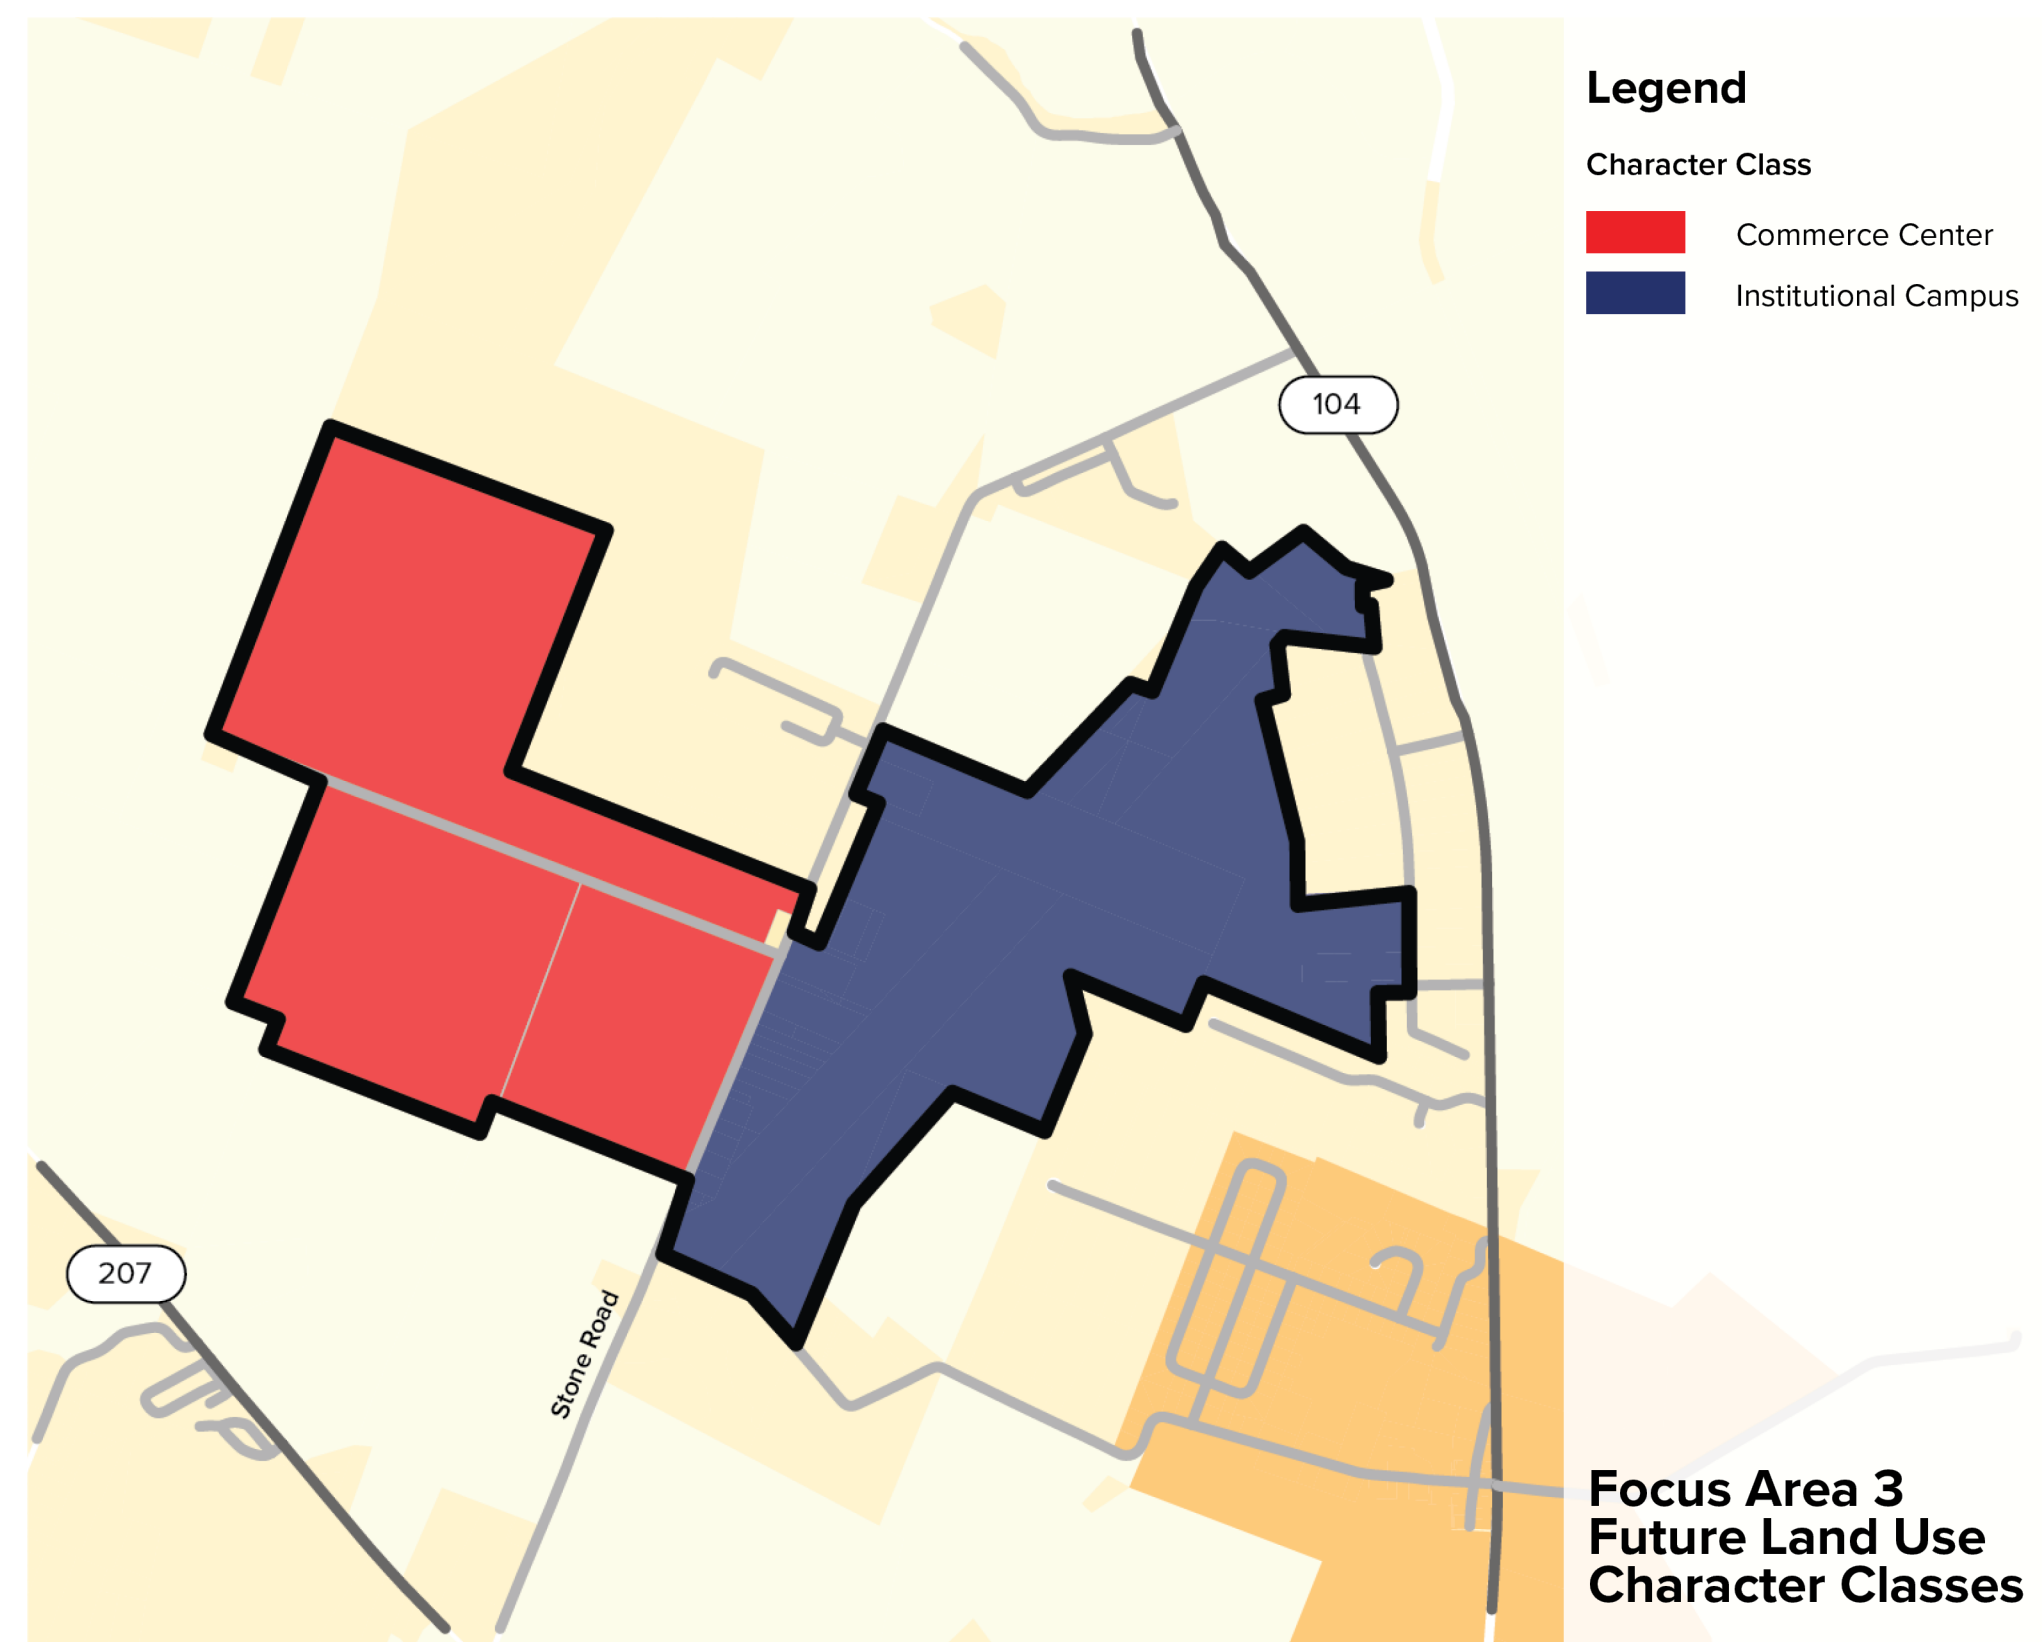 Legend
Character Class
Commerce Center
Institutional Campus
104
207
Stone Road
Focus Area 3
Future Land Use
Character Classes